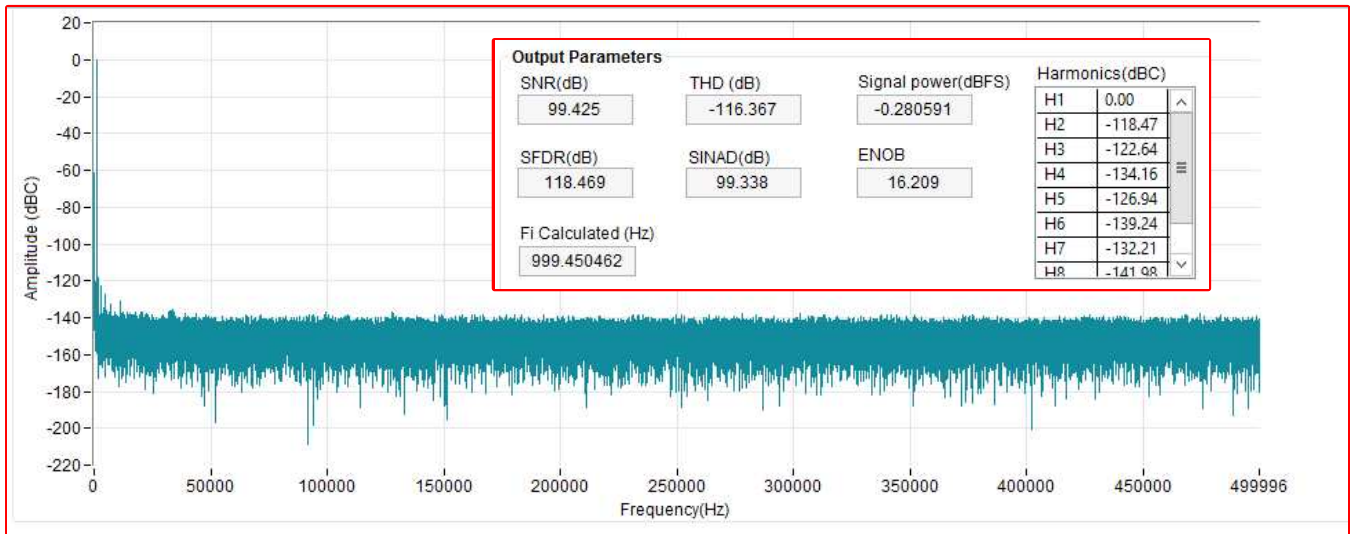 20
0
-20
-40
-60
-80
-100
-120
-140
-160
-180
-200
-220
Amplitude (dBC)
0 50000 100000 150000 200000 250000 300000 350000 400000 450000 499996
Frequency(Hz)
Output Parameters
SNR(dB) THD (dB) Signal power(dBFS)
99.425 -116.367 -0.280591
SFDR(dB) SINAD(dB) ENOB
118.469 99.338 16.209
Fi Calculated (Hz)
999.450462
Harmonics(dBC)
H1 0.00
H2 -118.47
H3 -122.64
H4 -134.16
H5 -126.94
H6 -139.24
H7 -132.21
H8 -141.98